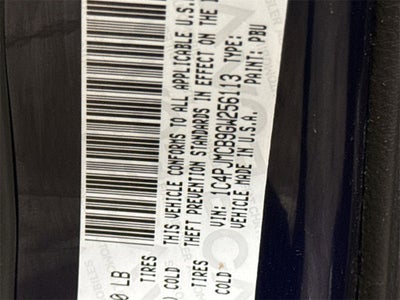 0 LB
TIRES
COLD
TIRES
COLD
THIS VEHICLE CONFORMS TO ALL APPLICABLE U.S.
THEFT PREVENTION STANDARDS IN EFFECT ON THE
VIN: 1C4PJMCB9GW256113 TYPE:
VEHICLE MADE IN U.S.A. PAINT: PBU